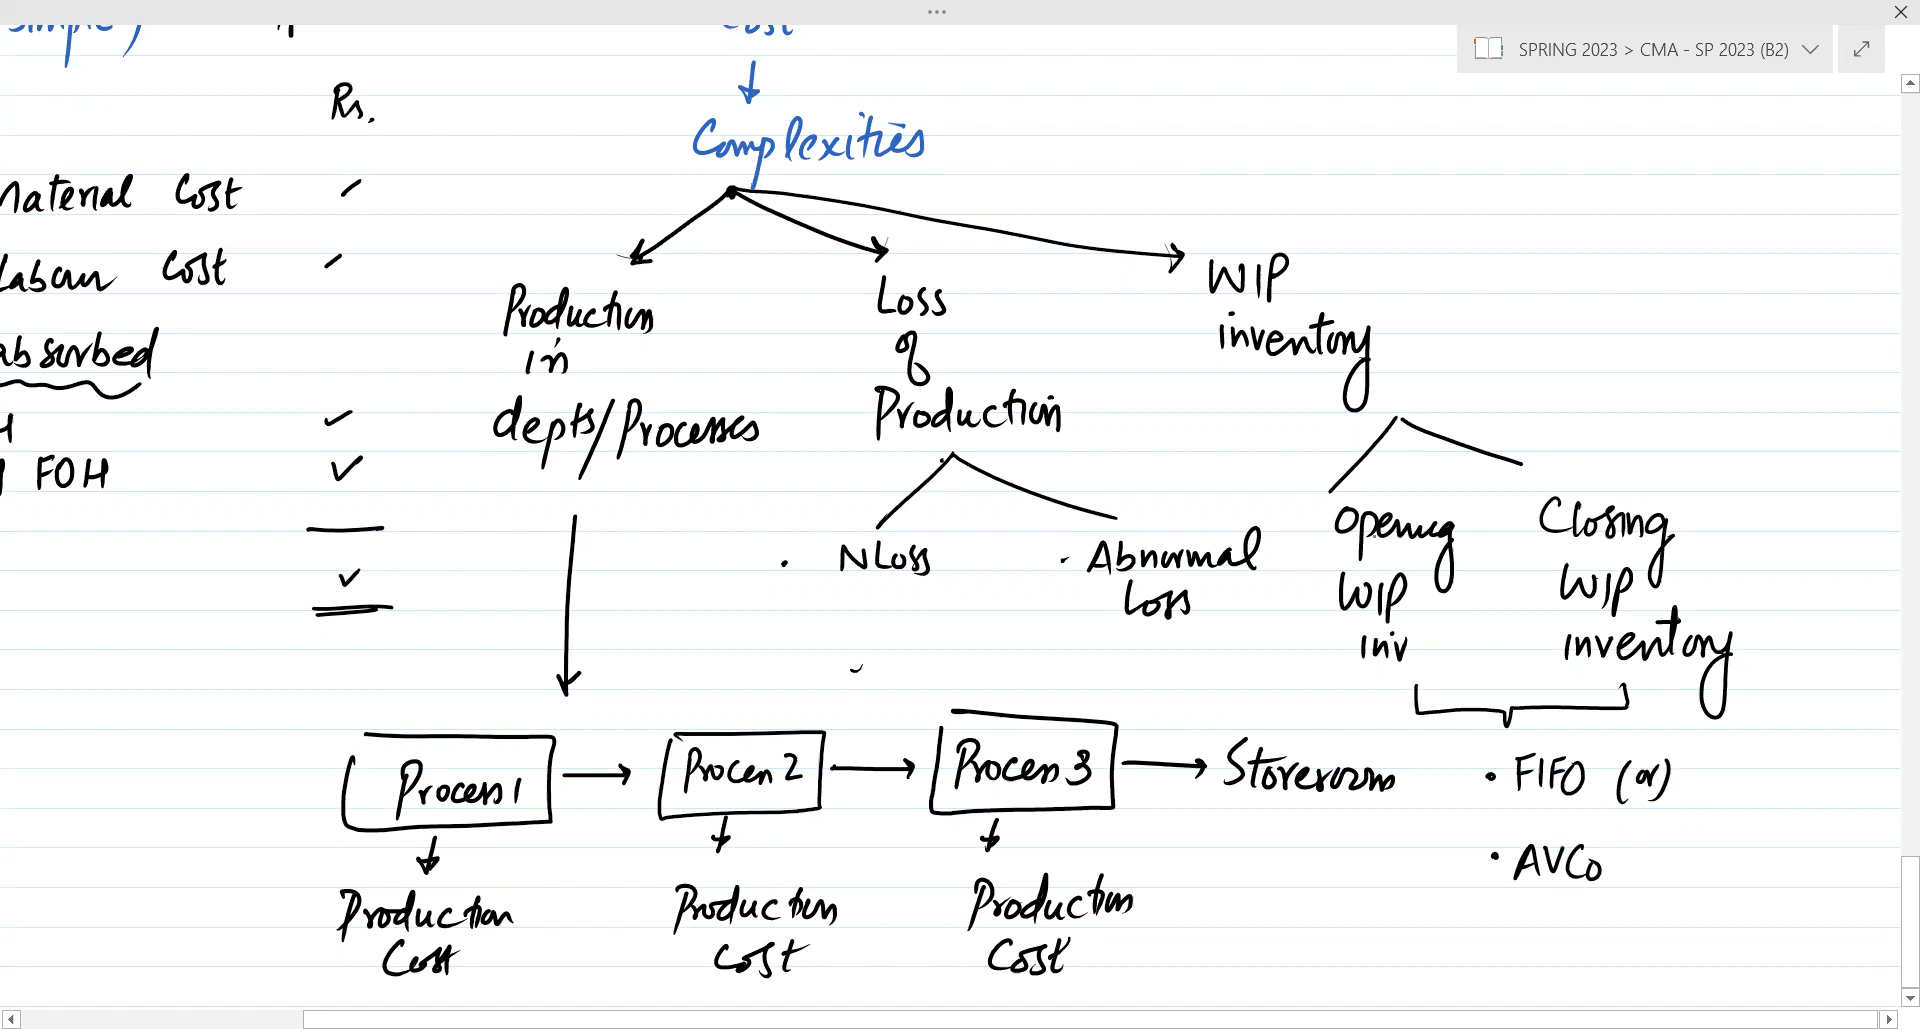 SPRING 2023 > CMA - SP 2023 (B2)
simple)
Cost
Rs.
Complexities
Material Cost
Labour Cost
absorbed
FOH
Production
in
depts/Processes
Loss
of
Production
WIP
inventory
NLoss
Abnormal
Loss
Opening
WIP
inv
Closing
WIP
inventory
Process 1
Process 2
Process 3
Storeroom
Production
Cost
Production
Cost
Production
Cost
• FIFO (or)
• AVCo